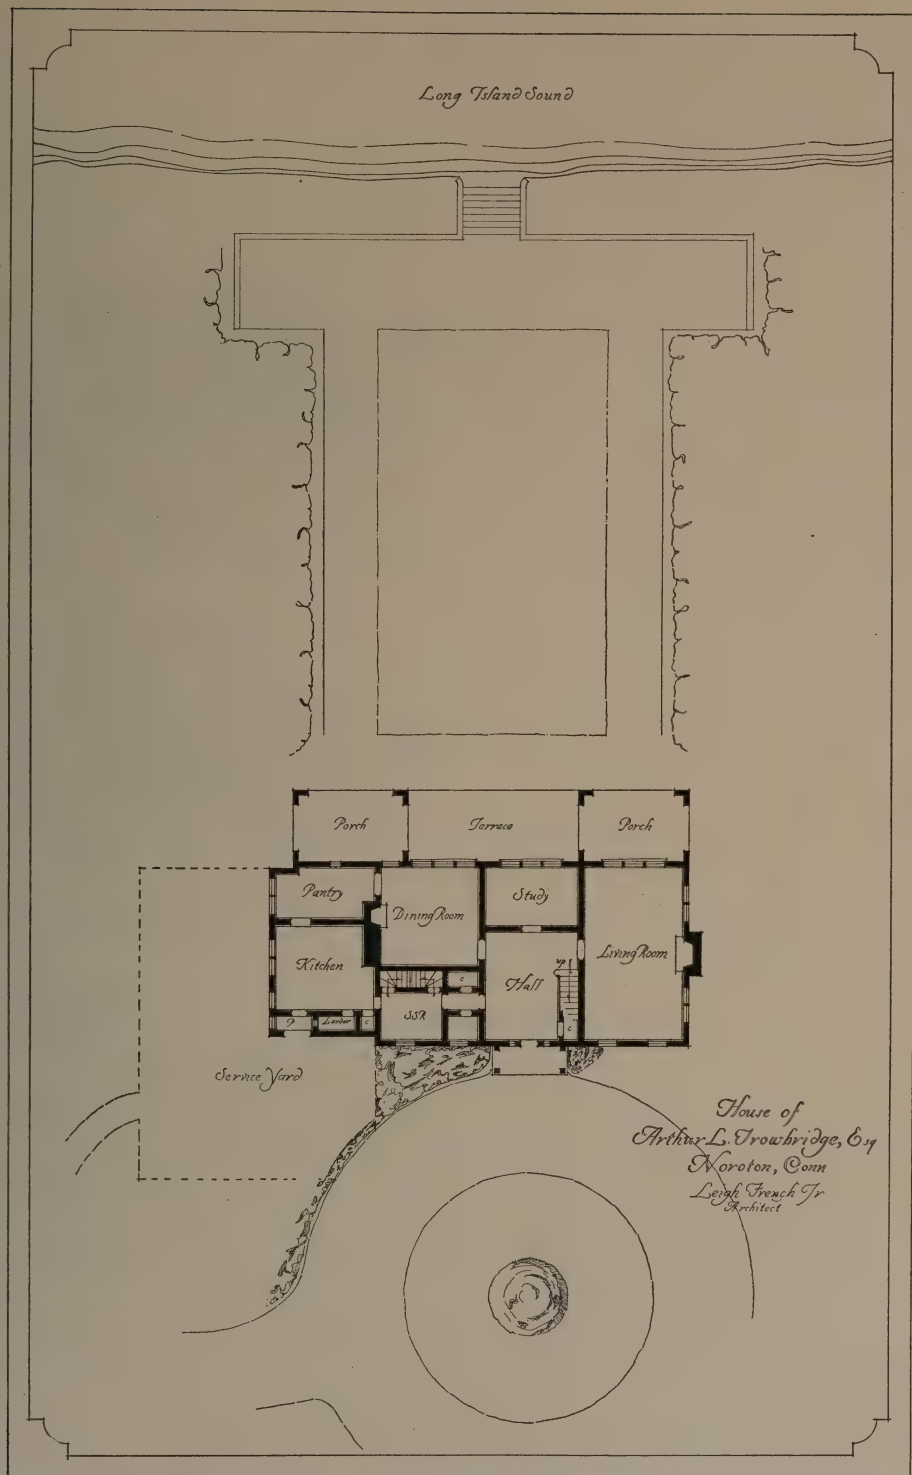 Long Island Sound
Porch
Terrace
Porch
Pantry
Dining Room
Study
Kitchen
Living Room
up
Hall
c
SSR
P
Larder
c
c
Service Yard
House of
Arthur L. Trowbridge, Esq
Noroton, Conn
Leigh French Jr
Architect